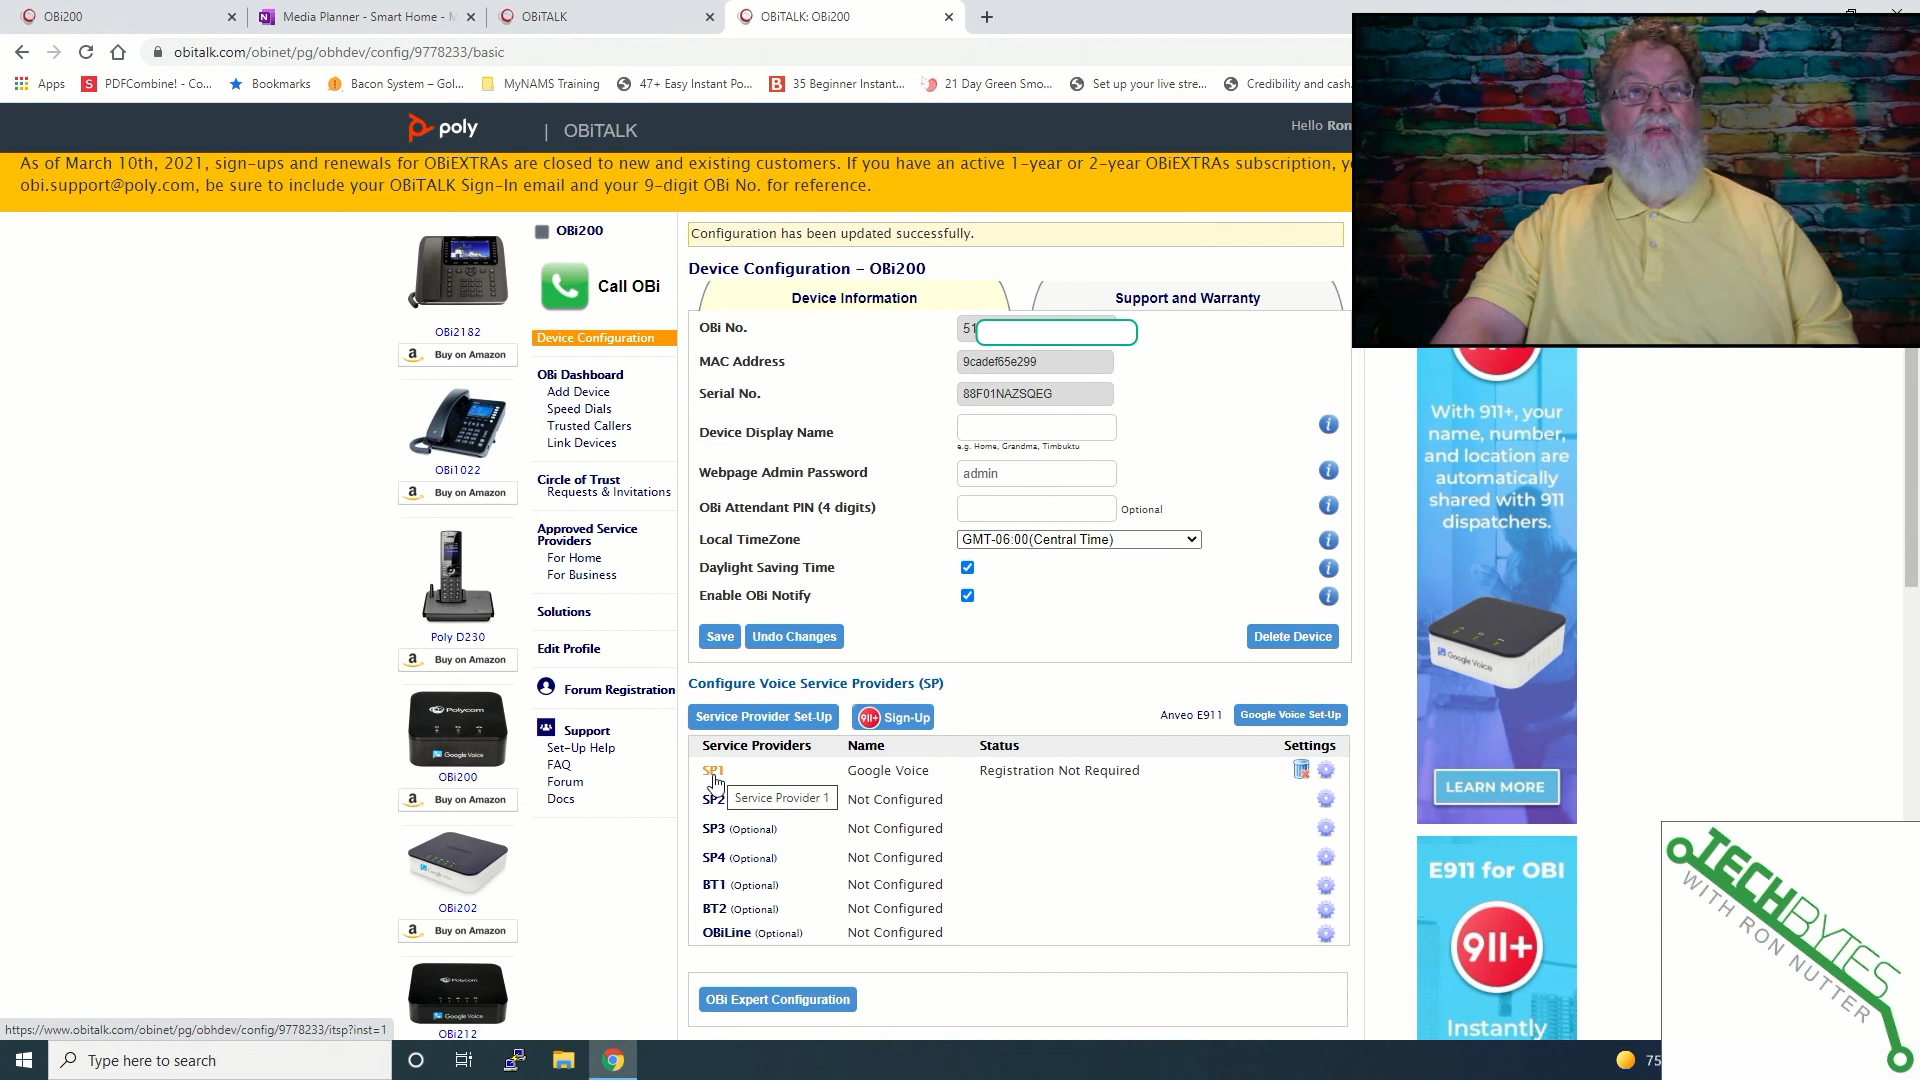 OBi200
Media Planner - Smart Home - M
OBiTALK
OBiTALK: OBi200
obitalk.com/obinet/pg/obhdev/config/9778233/basic
Apps
PDFCombine! - Co...
Bookmarks
Bacon System – Gol...
MyNAMS Training
47+ Easy Instant Po...
35 Beginner Instant...
21 Day Green Smo...
Set up your live stre...
Credibility and cash
poly | OBiTALK
Hello Ron
As of March 10th, 2021, sign-ups and renewals for OBiEXTRAs are closed to new and existing customers. If you have an active 1-year or 2-year OBiEXTRAs subscription,
obi.support@poly.com, be sure to include your OBiTALK Sign-In email and your 9-digit OBi No. for reference.
OBi2182
Buy on Amazon
OBi1022
Buy on Amazon
Poly D230
Buy on Amazon
Polycom
Google Voice
OBi200
Buy on Amazon
OBi202
Buy on Amazon
Polycom
Google Voice
OBi212
OBi200
Call OBi
Device Configuration
OBi Dashboard
Add Device
Speed Dials
Trusted Callers
Link Devices
Circle of Trust
Requests & Invitations
Approved Service
Providers
For Home
For Business
Solutions
Edit Profile
Forum Registration
Support
Set-Up Help
FAQ
Forum
Docs
Configuration has been updated successfully.
Device Configuration – OBi200
Device Information
Support and Warranty
OBi No. 51
MAC Address 9cadef65e299
Serial No. 88F01NAZSQEG
Device Display Name
e.g. Home, Grandma, Timbuktu
Webpage Admin Password admin
OBi Attendant PIN (4 digits) Optional
Local TimeZone GMT-06:00(Central Time)
Daylight Saving Time
Enable OBi Notify
Save
Undo Changes
Delete Device
Configure Voice Service Providers (SP)
Service Provider Set-Up
911+ Sign-Up
Anveo E911
Google Voice Set-Up
Service Providers Name Status Settings
SP1 Google Voice Registration Not Required
SP2 Not Configured
Service Provider 1
SP3 (Optional) Not Configured
SP4 (Optional) Not Configured
BT1 (Optional) Not Configured
BT2 (Optional) Not Configured
OBiLine (Optional) Not Configured
OBi Expert Configuration
With 911+, your
name, number,
and location are
automatically
shared with 911
dispatchers.
Google Voice
LEARN MORE
E911 for OBI
911+
Instantly
TECHBYTES
WITH RON NUTTER
https://www.obitalk.com/obinet/pg/obhdev/config/9778233/itsp?inst=1
Type here to search
75